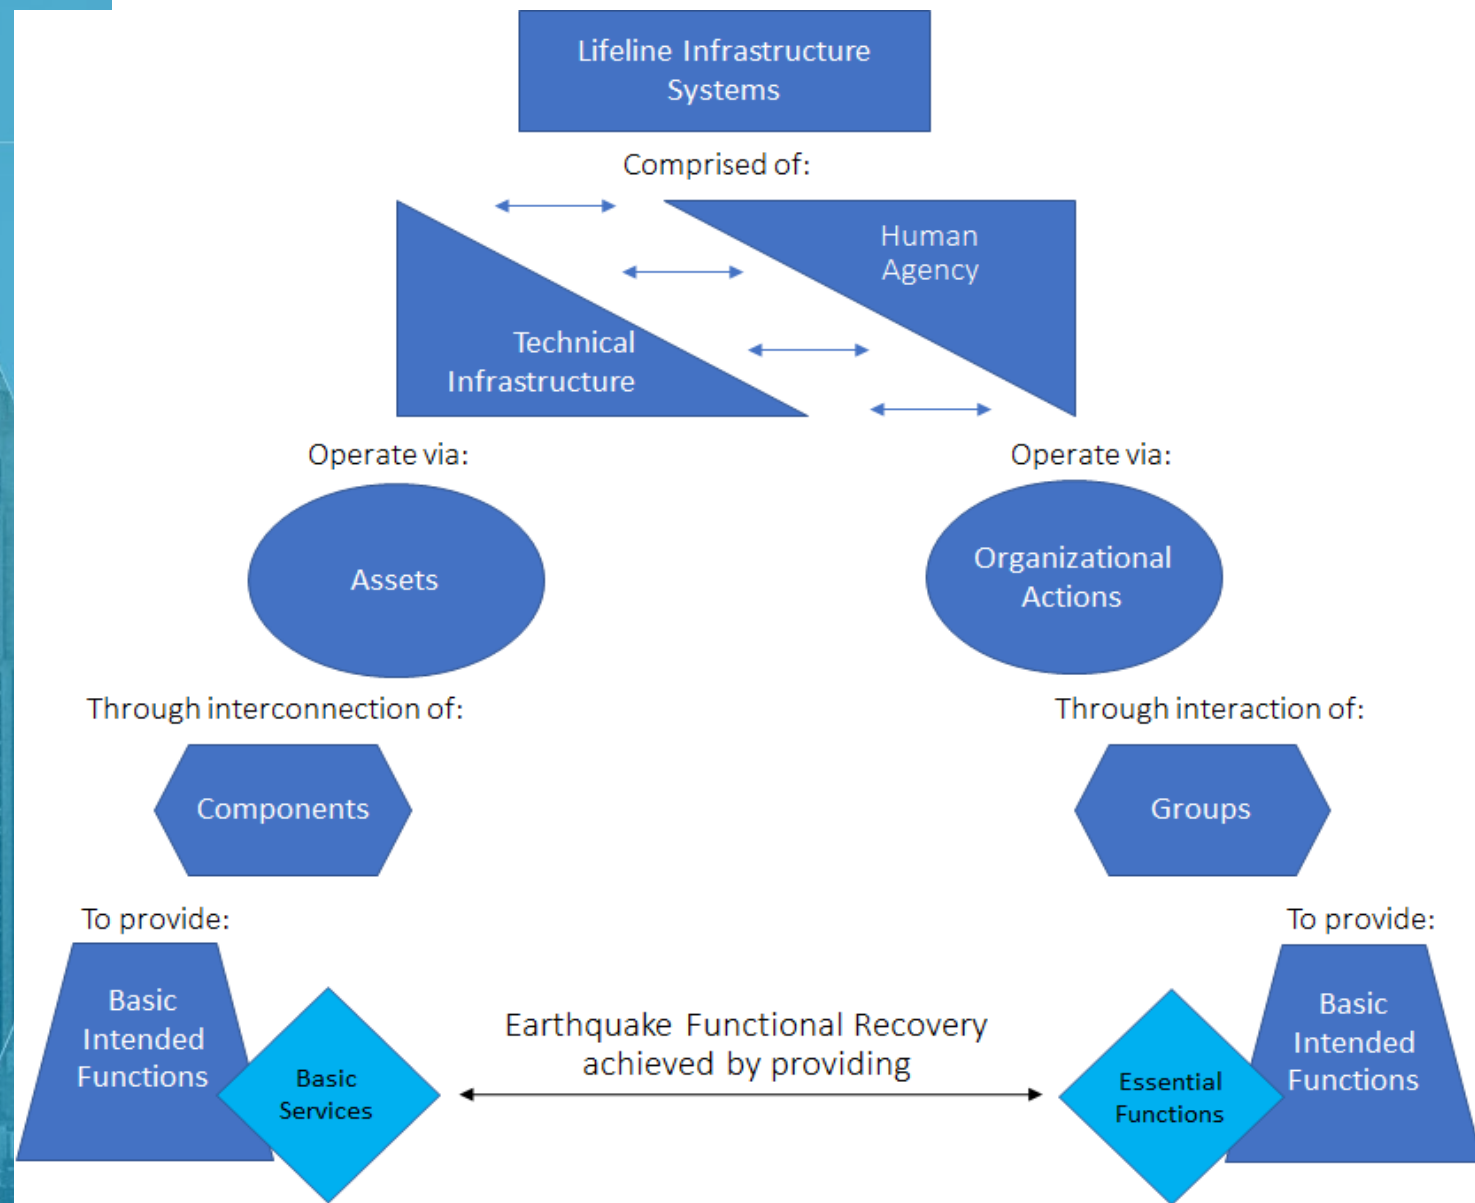 Lifeline Infrastructure
Systems
Comprised of:
Human
Agency
Technical
Infrastructure
Operate via:
Operate via:
Assets
Organizational
Actions
Through interconnection of:
Through interaction of:
Components
Groups
To provide:
To provide:
Basic
Intended
Functions
Basic
Services
Earthquake Functional Recovery
achieved by providing
Essential
Functions
Basic
Intended
Functions